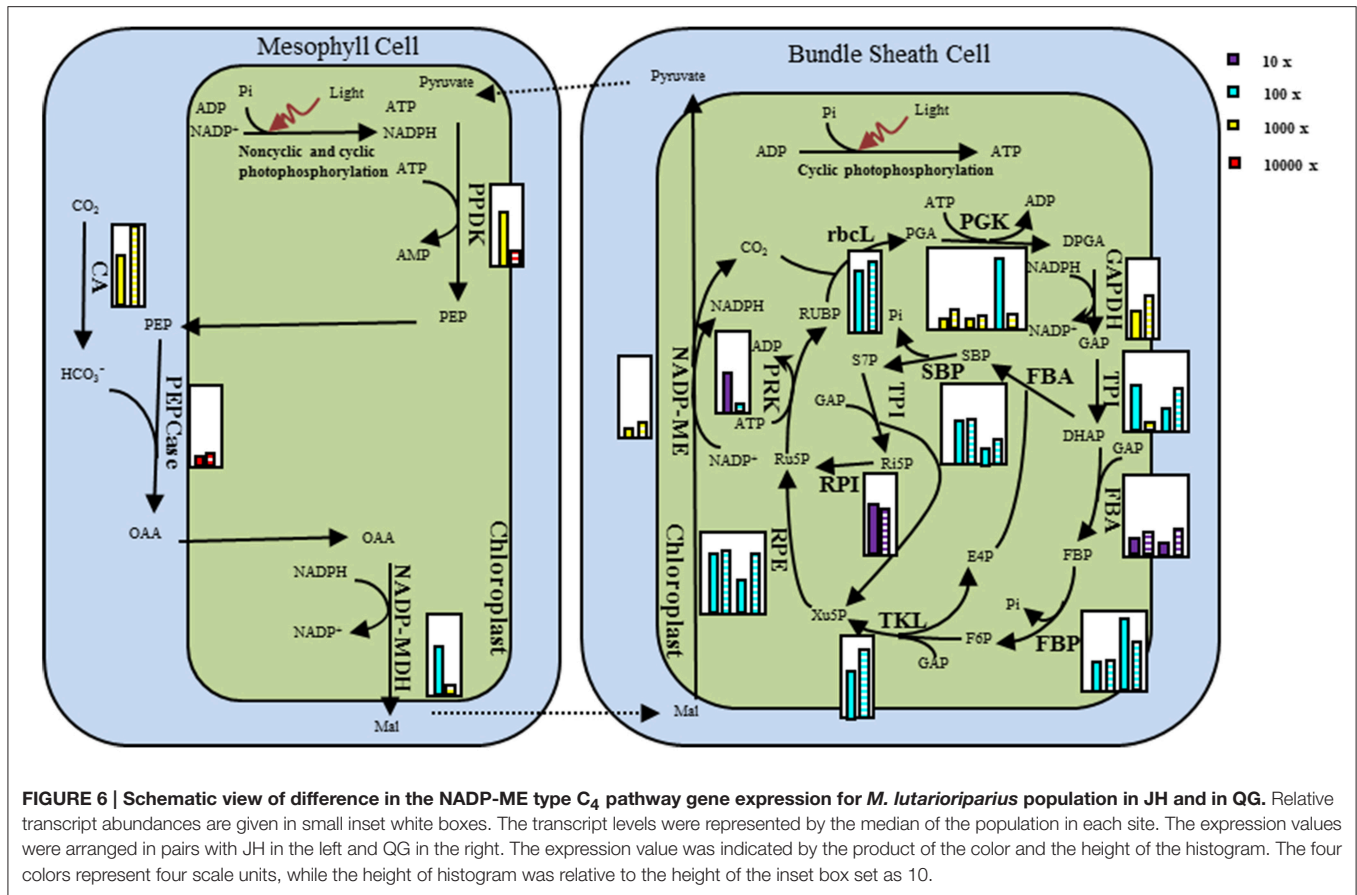 Mesophyll Cell
Pyruvate
Pi
Light
ADP
ATP
NADP⁺
NADPH
Noncyclic and cyclic
photophosphorylation
ATP
PPDK
AMP
PEP
CO₂
CA
PEP
HCO₃⁻
PEPCase
OAA
OAA
NADPH
NADP-MDH
NADP⁺
Chloroplast
Mal
Bundle Sheath Cell
Pyruvate
Pi
Light
ADP
ATP
Cyclic photophosphorylation
ATP
ADP
PGK
rbcL
PGA
DPGA
CO₂
NADPH
GAPDH
NADPH
RUBP
Pi
NADP⁺
GAP
ADP
PRK
S7P
SBP
SBP
FBA
TPI
NADP-ME
ATP
GAP
TPI
DHAP
GAP
NADP⁺
Ru5P
Ri5P
RPI
FBA
RPE
E4P
FBP
Chloroplast
Xu5P
TKL
Pi
F6P
FBP
GAP
Mal
10 x
100 x
1000 x
10000 x
FIGURE 6 | Schematic view of difference in the NADP-ME type C₄ pathway gene expression for M. lutarioriparius population in JH and in QG. Relative
transcript abundances are given in small inset white boxes. The transcript levels were represented by the median of the population in each site. The expression values
were arranged in pairs with JH in the left and QG in the right. The expression value was indicated by the product of the color and the height of the histogram. The four
colors represent four scale units, while the height of histogram was relative to the height of the inset box set as 10.